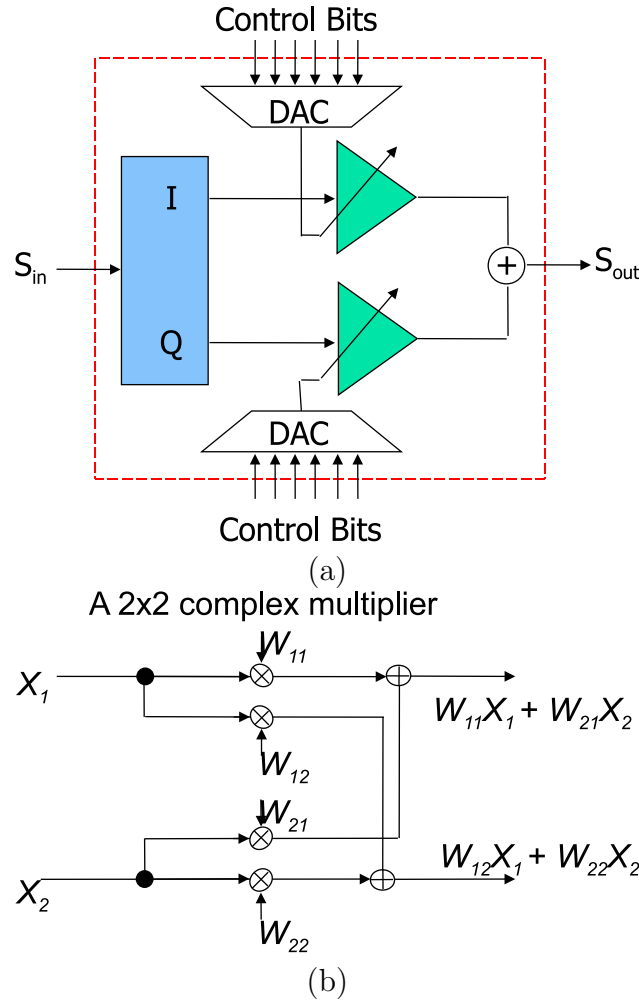 Control Bits
DAC
I
S_in
+
S_out
Q
DAC
Control Bits
(a)
A 2x2 complex multiplier
W_11
X_1
W_11X_1 + W_21X_2
W_12
W_21
W_12X_1 + W_22X_2
X_2
W_22
(b)